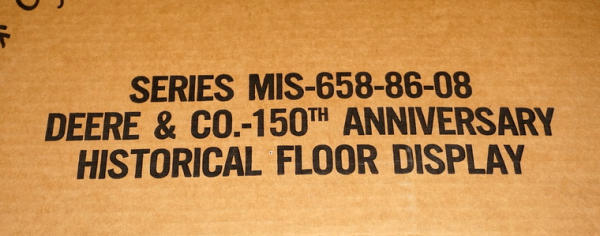 SERIES MIS-658-86-08
DEERE & CO.-150TH ANNIVERSARY
HISTORICAL FLOOR DISPLAY